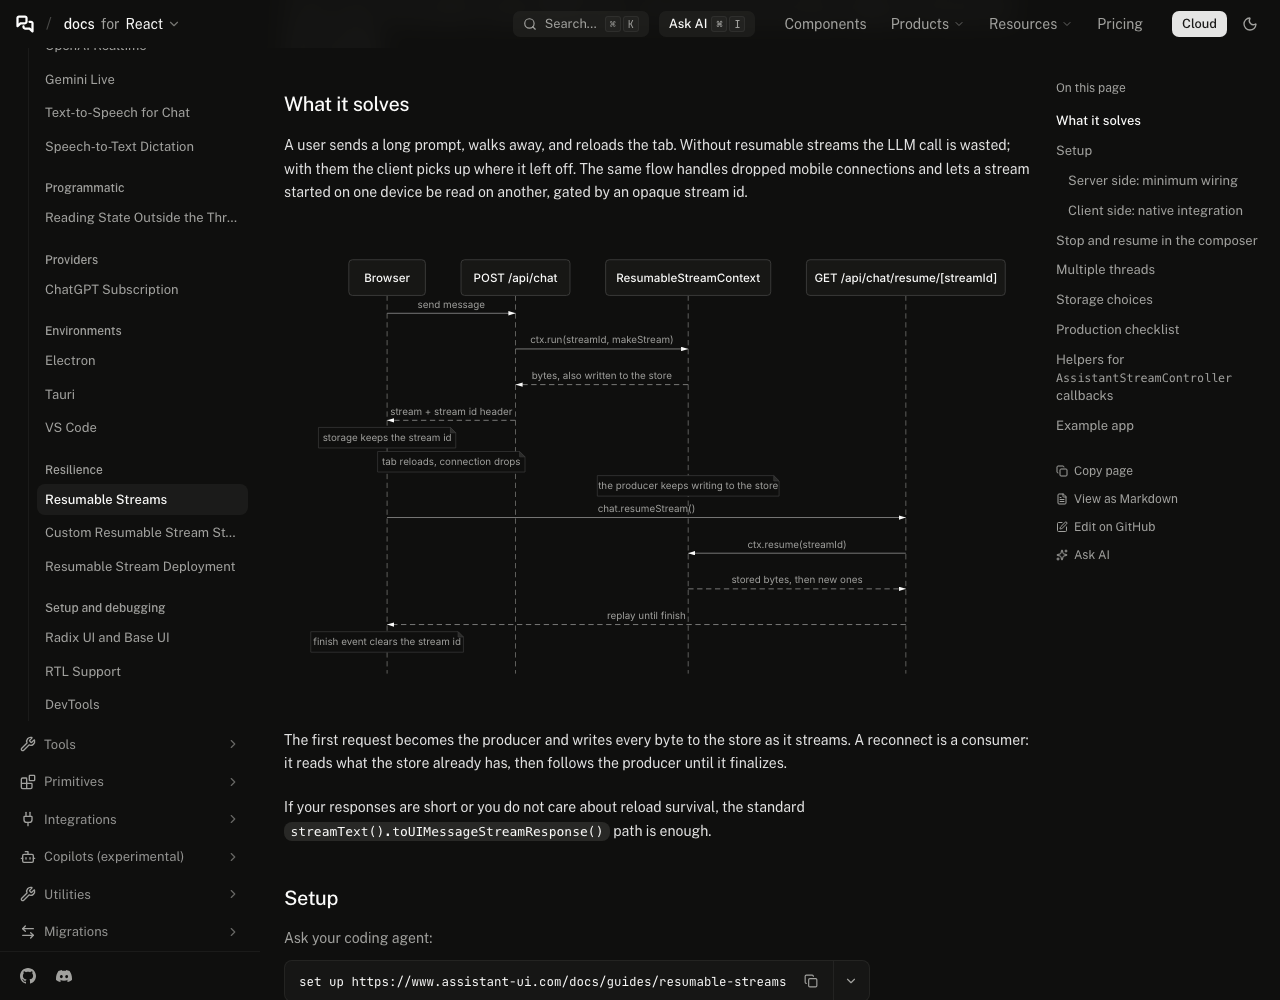 / docs for React
Search... ⌘ K
Ask AI ⌘ I
Components
Products
Resources
Pricing
Cloud
OpenAI Realtime
Gemini Live
Text-to-Speech for Chat
Speech-to-Text Dictation
Programmatic
Reading State Outside the Thr...
Providers
ChatGPT Subscription
Environments
Electron
Tauri
VS Code
Resilience
Resumable Streams
Custom Resumable Stream St...
Resumable Stream Deployment
Setup and debugging
Radix UI and Base UI
RTL Support
DevTools
Tools
Primitives
Integrations
Copilots (experimental)
Utilities
Migrations
What it solves
A user sends a long prompt, walks away, and reloads the tab. Without resumable streams the LLM call is wasted;
with them the client picks up where it left off. The same flow handles dropped mobile connections and lets a stream
started on one device be read on another, gated by an opaque stream id.
Browser
POST /api/chat
ResumableStreamContext
GET /api/chat/resume/[streamId]
send message
ctx.run(streamId, makeStream)
bytes, also written to the store
stream + stream id header
storage keeps the stream id
tab reloads, connection drops
the producer keeps writing to the store
chat.resumeStream()
ctx.resume(streamId)
stored bytes, then new ones
replay until finish
finish event clears the stream id
The first request becomes the producer and writes every byte to the store as it streams. A reconnect is a consumer:
it reads what the store already has, then follows the producer until it finalizes.
If your responses are short or you do not care about reload survival, the standard
streamText().toUIMessageStreamResponse() path is enough.
Setup
Ask your coding agent:
set up https://www.assistant-ui.com/docs/guides/resumable-streams
On this page
What it solves
Setup
Server side: minimum wiring
Client side: native integration
Stop and resume in the composer
Multiple threads
Storage choices
Production checklist
Helpers for
AssistantStreamController
callbacks
Example app
Copy page
View as Markdown
Edit on GitHub
Ask AI